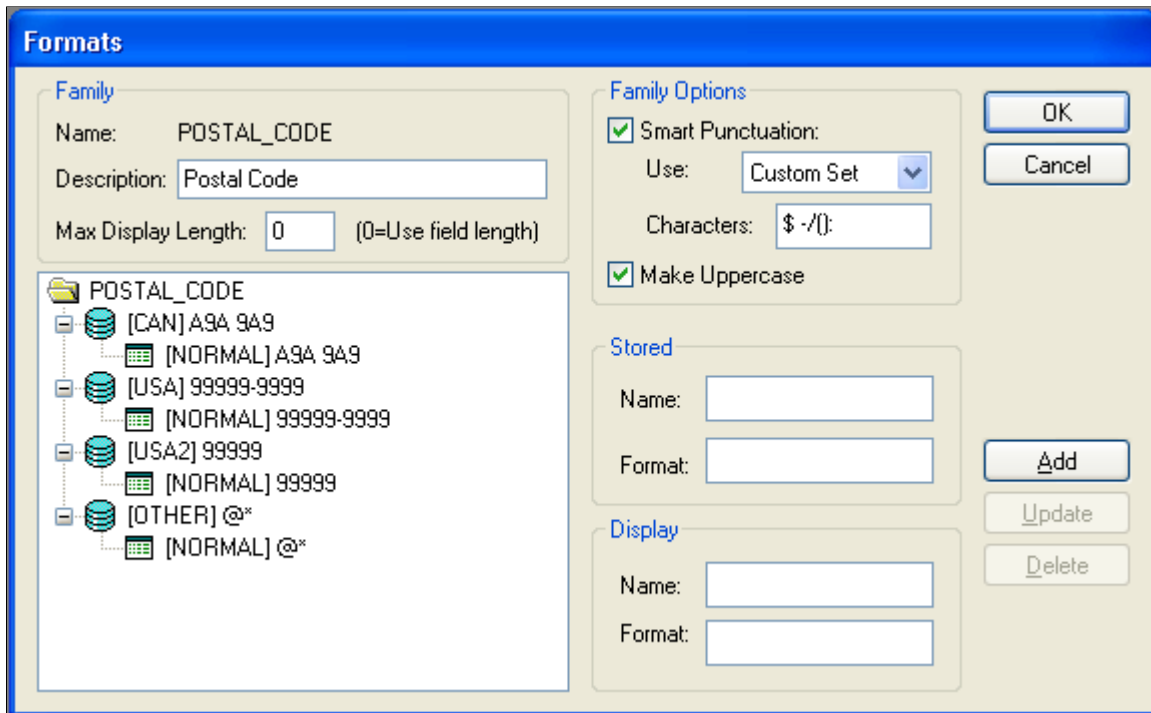 Formats
Family
Name: POSTAL_CODE
Description: Postal Code
Max Display Length: 0 (0=Use field length)
POSTAL_CODE
[CAN] A9A 9A9
[NORMAL] A9A 9A9
[USA] 99999-9999
[NORMAL] 99999-9999
[USA2] 99999
[NORMAL] 99999
[OTHER] @*
[NORMAL] @*
Family Options
Smart Punctuation:
Use: Custom Set
Characters: $ -/():
Make Uppercase
Stored
Name:
Format:
Display
Name:
Format:
OK
Cancel
Add
Update
Delete